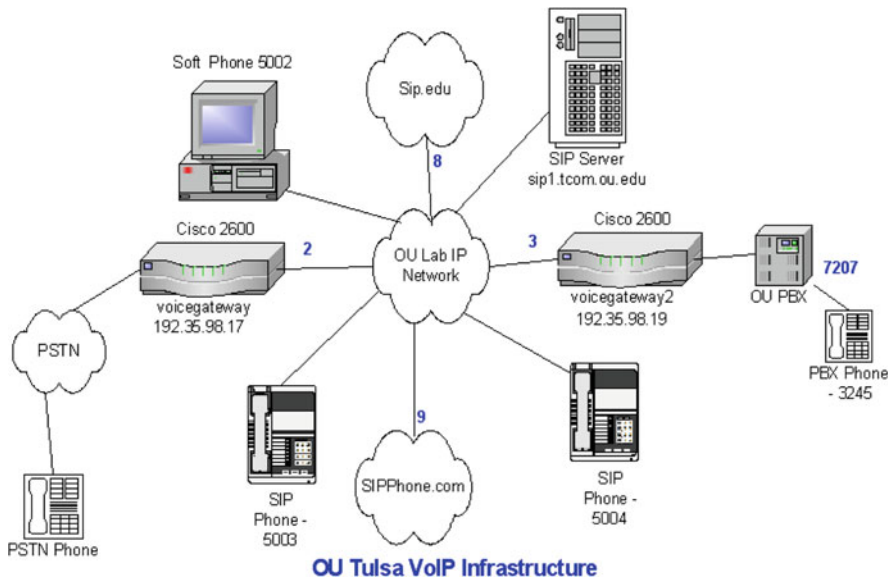 Soft Phone 5002
Sip.edu
8
SIP Server
sip1.tcom.ou.edu
Cisco 2600
2
OU Lab IP
Network
3
Cisco 2600
7207
voicegateway
192.35.98.17
voicegateway2
192.35.98.19
OU PBX
PSTN
PBX Phone
- 3245
9
SIPPhone.com
SIP
Phone -
5003
SIP
Phone -
5004
PSTN Phone
OU Tulsa VoIP Infrastructure